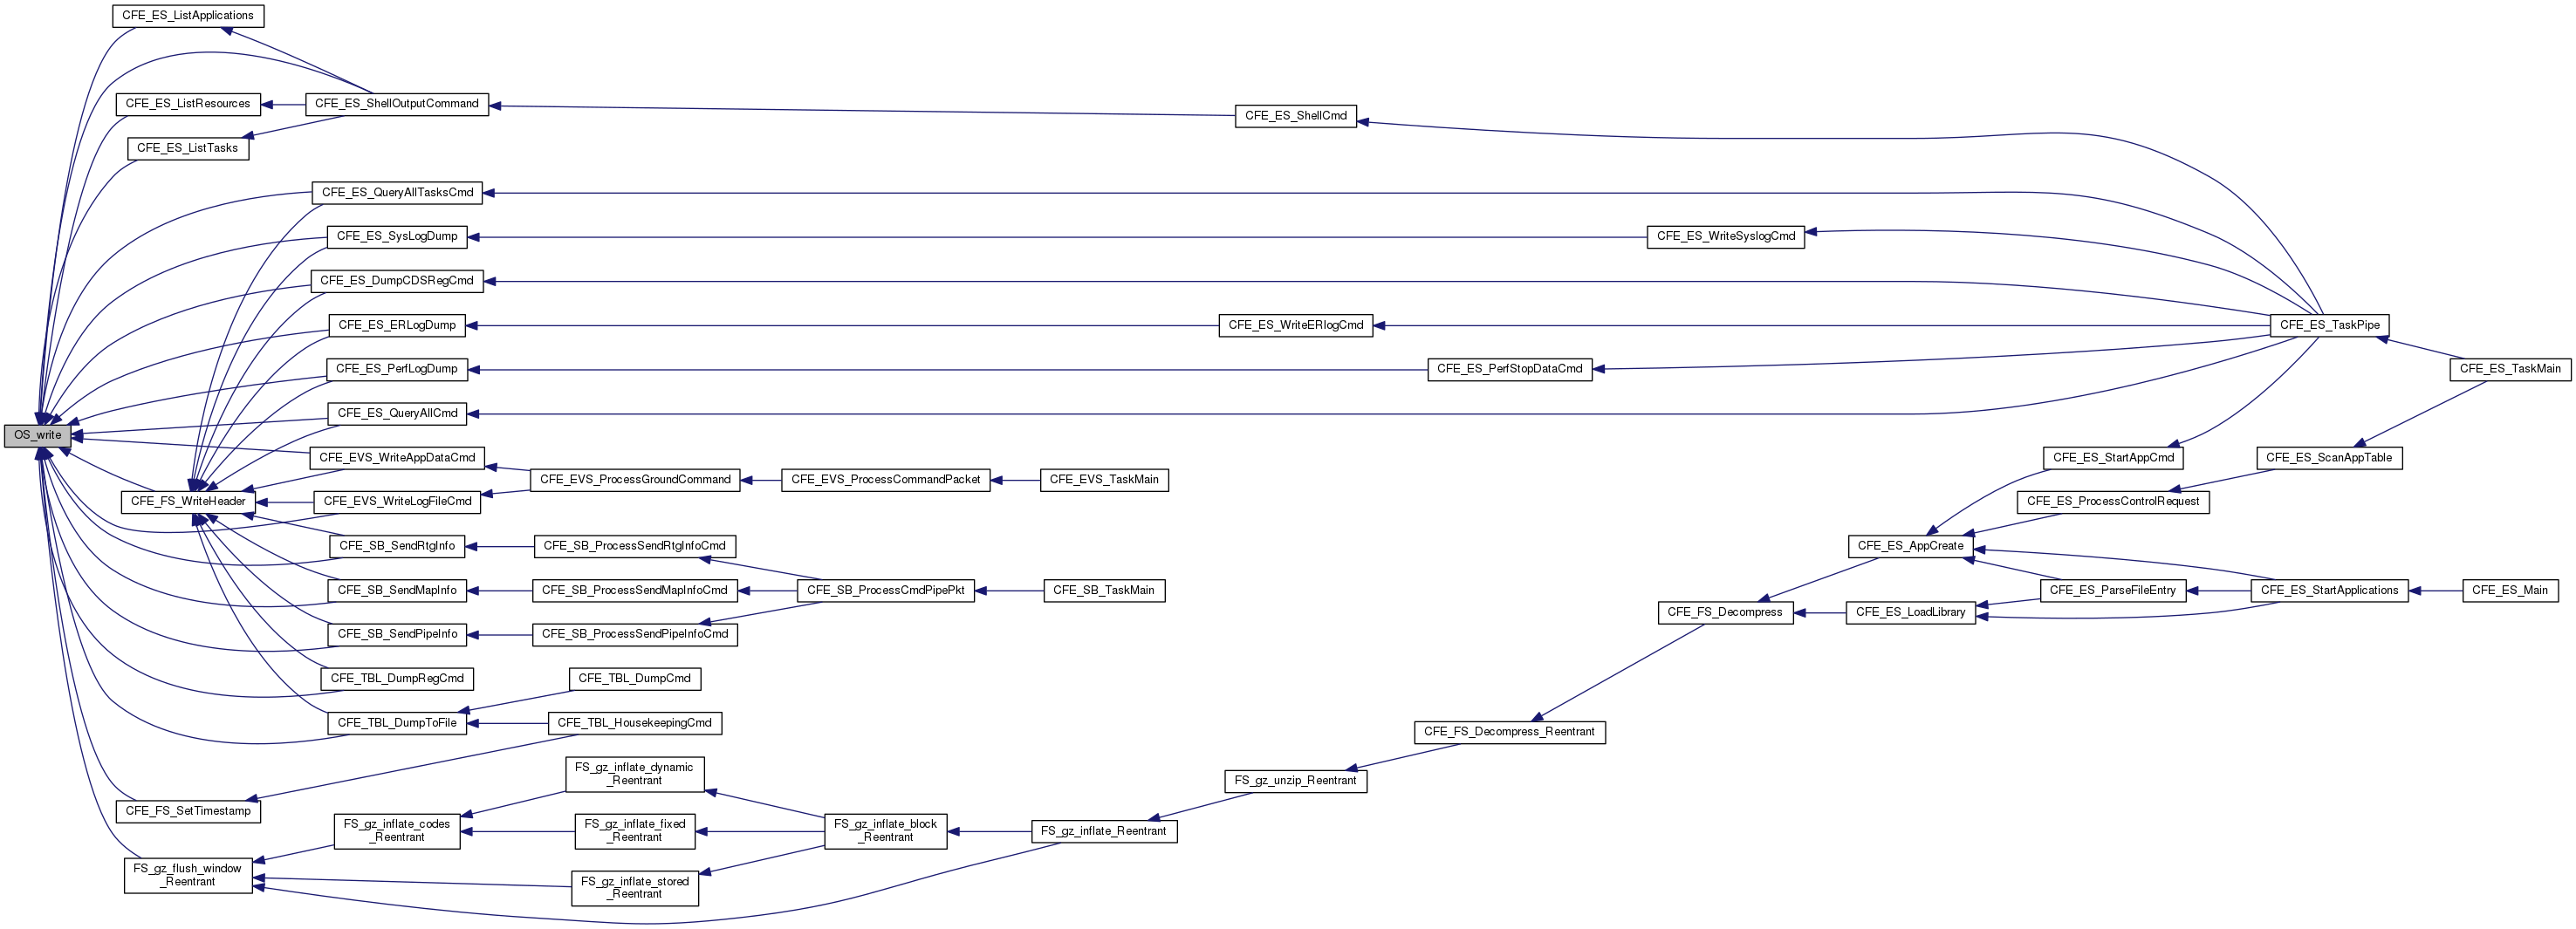 CFE_ES_ListApplications
CFE_ES_ListResources
CFE_ES_ShellOutputCommand
CFE_ES_ShellCmd
CFE_ES_ListTasks
CFE_ES_QueryAllTasksCmd
CFE_ES_SysLogDump
CFE_ES_WriteSyslogCmd
CFE_ES_DumpCDSRegCmd
CFE_ES_ERLogDump
CFE_ES_WriteERlogCmd
CFE_ES_TaskPipe
CFE_ES_PerfLogDump
CFE_ES_PerfStopDataCmd
CFE_ES_TaskMain
CFE_ES_QueryAllCmd
OS_write
CFE_EVS_WriteAppDataCmd
CFE_ES_StartAppCmd
CFE_ES_ScanAppTable
CFE_EVS_ProcessGroundCommand
CFE_EVS_ProcessCommandPacket
CFE_EVS_TaskMain
CFE_FS_WriteHeader
CFE_EVS_WriteLogFileCmd
CFE_ES_ProcessControlRequest
CFE_SB_SendRtgInfo
CFE_SB_ProcessSendRtgInfoCmd
CFE_ES_AppCreate
CFE_SB_SendMapInfo
CFE_SB_ProcessSendMapInfoCmd
CFE_SB_ProcessCmdPipePkt
CFE_SB_TaskMain
CFE_ES_ParseFileEntry
CFE_ES_StartApplications
CFE_ES_Main
CFE_FS_Decompress
CFE_ES_LoadLibrary
CFE_SB_SendPipeInfo
CFE_SB_ProcessSendPipeInfoCmd
CFE_TBL_DumpRegCmd
CFE_TBL_DumpCmd
CFE_TBL_DumpToFile
CFE_TBL_HousekeepingCmd
CFE_FS_Decompress_Reentrant
FS_gz_inflate_dynamic
_Reentrant
FS_gz_unzip_Reentrant
CFE_FS_SetTimestamp
FS_gz_inflate_codes
_Reentrant
FS_gz_inflate_fixed
_Reentrant
FS_gz_inflate_block
_Reentrant
FS_gz_inflate_Reentrant
FS_gz_flush_window
_Reentrant
FS_gz_inflate_stored
_Reentrant